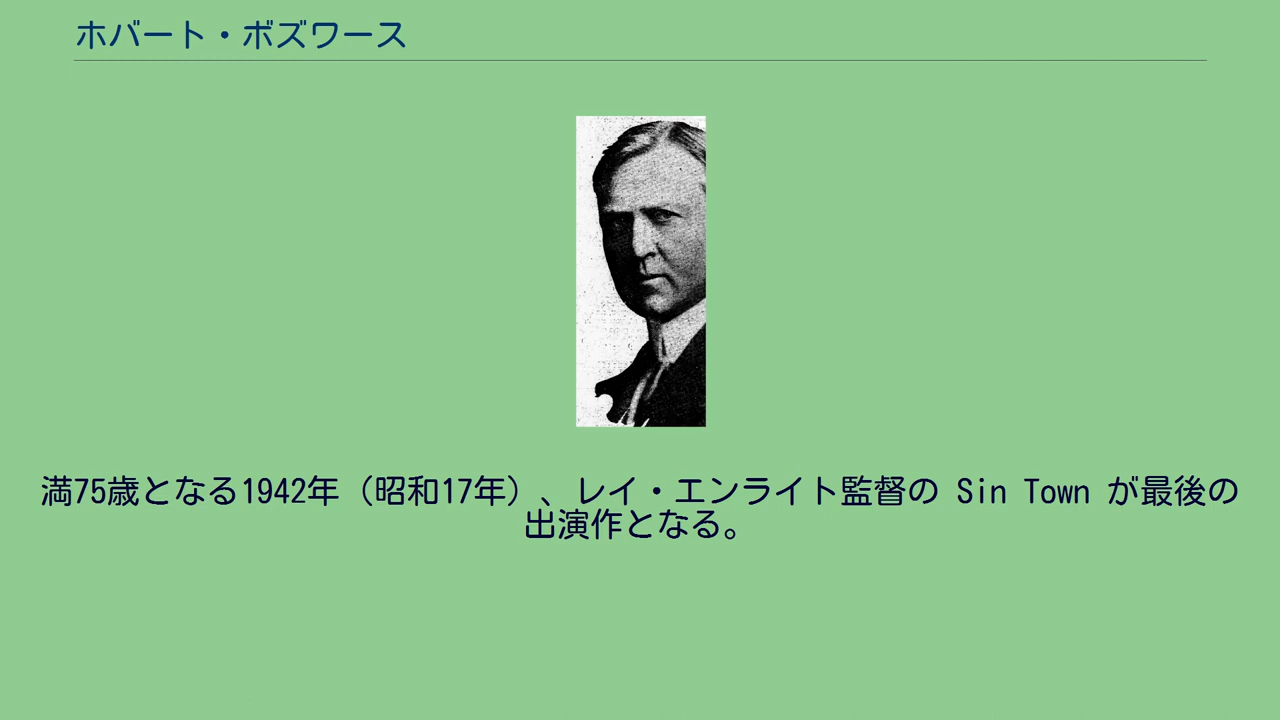 ホバート・ボズワース
満75歳となる1942年（昭和17年）、レイ・エンライト監督の Sin Town が最後の
出演作となる。